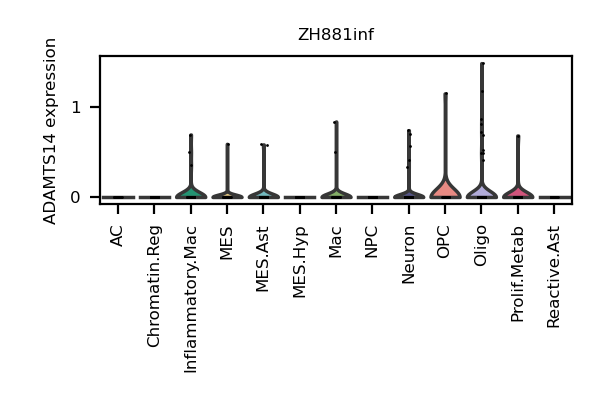 ZH881inf
ADAMTS14 expression
1
0
AC
Chromatin.Reg
Inflammatory.Mac
MES
MES.Ast
MES.Hyp
Mac
NPC
Neuron
OPC
Oligo
Prolif.Metab
Reactive.Ast